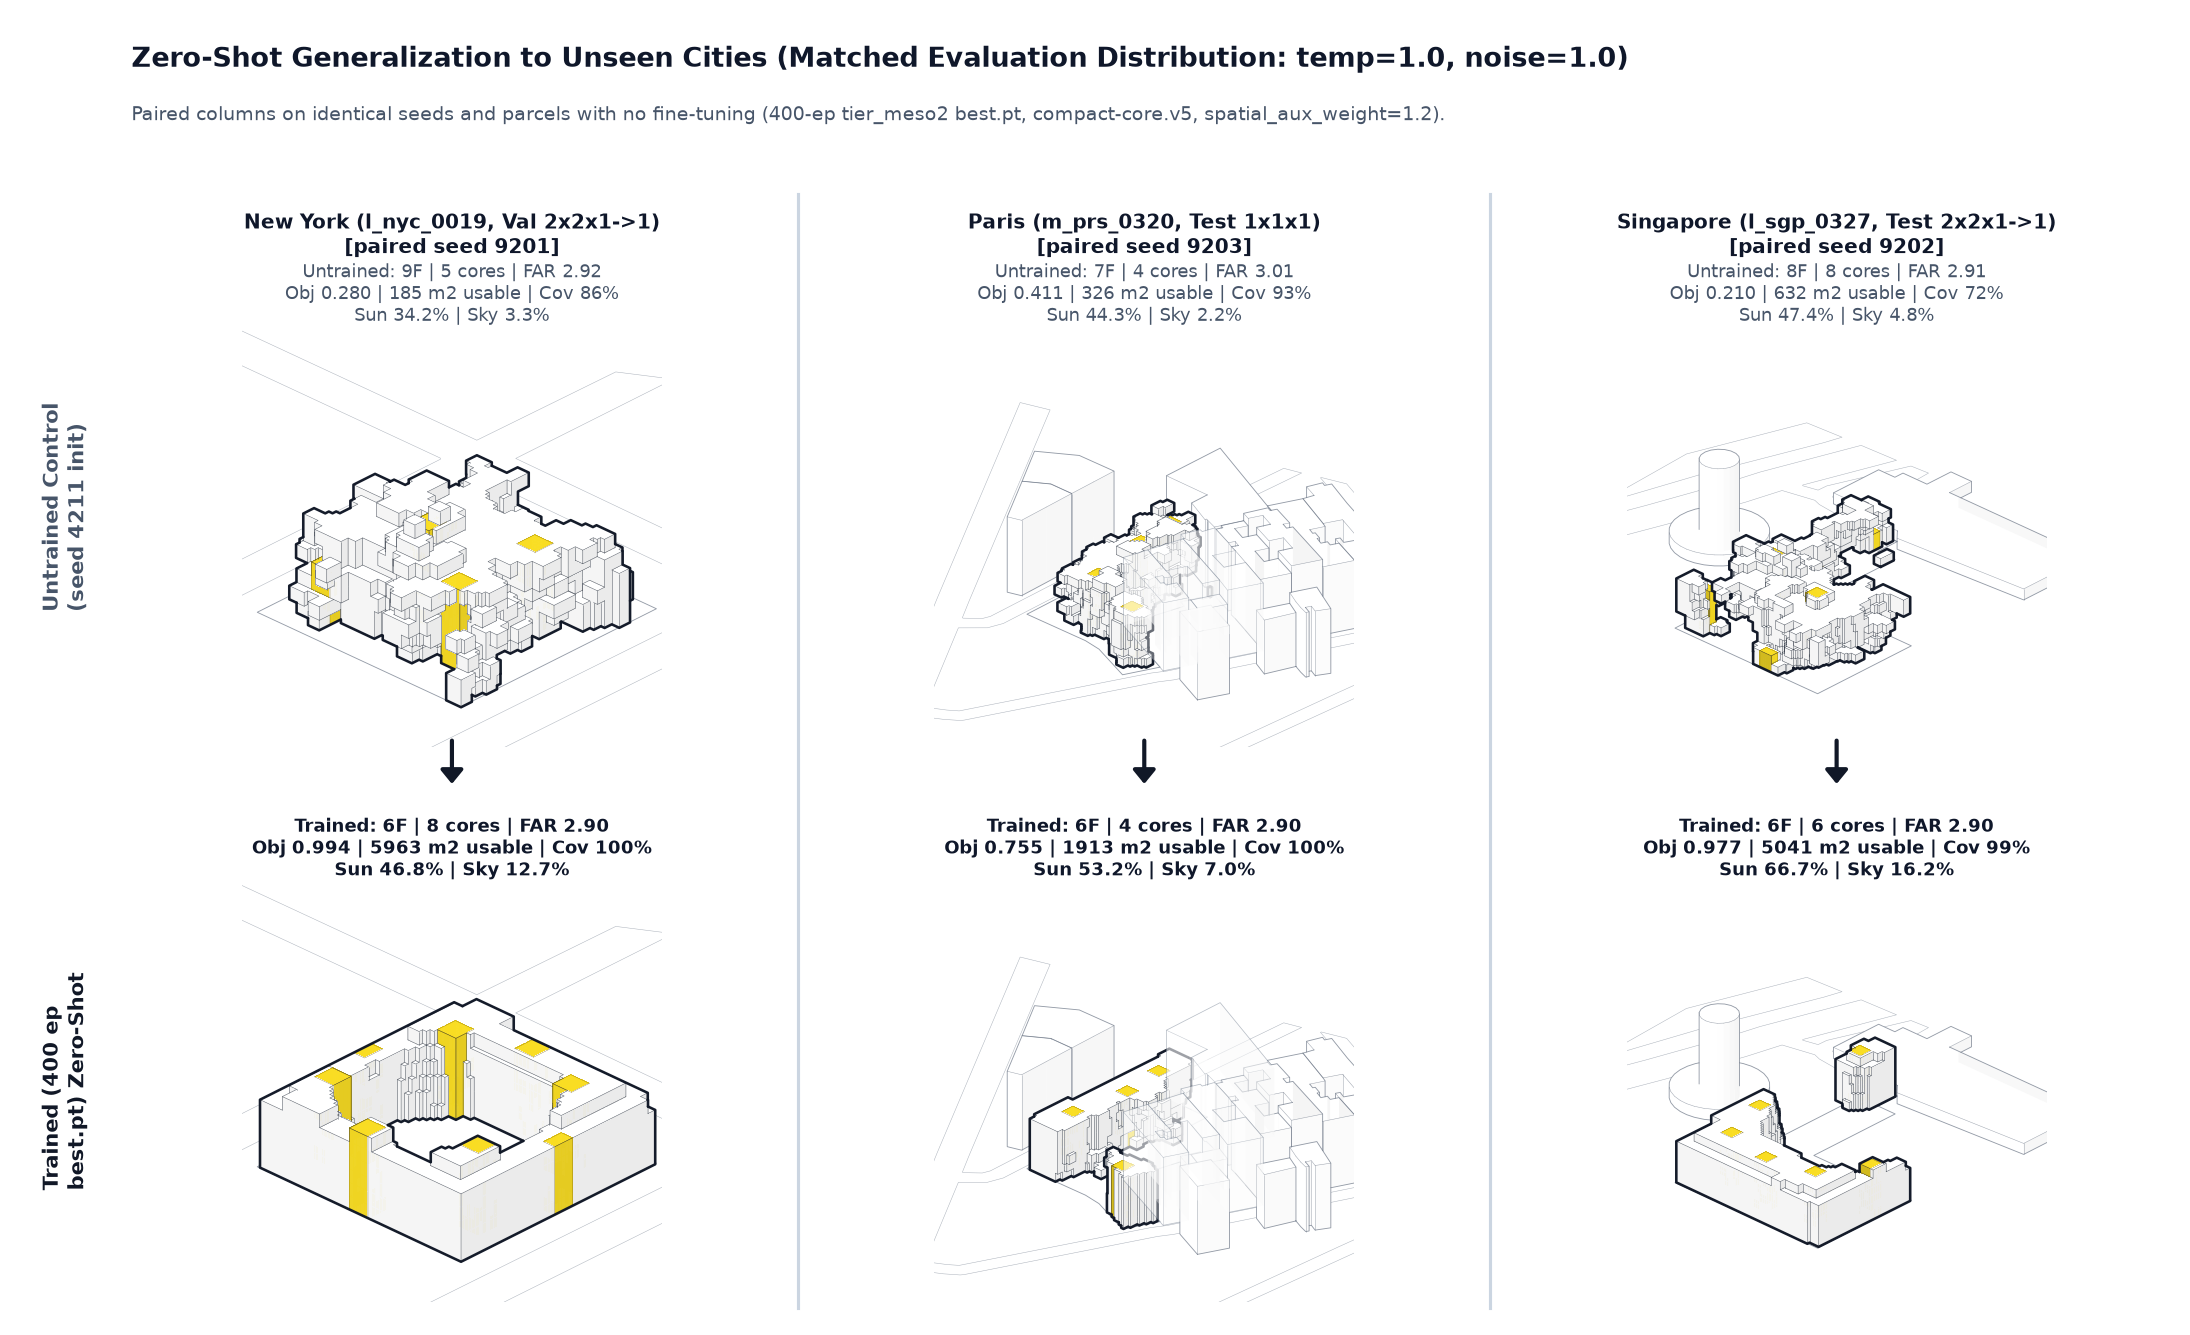 Zero-Shot Generalization to Unseen Cities (Matched Evaluation Distribution: temp=1.0, noise=1.0)
Paired columns on identical seeds and parcels with no fine-tuning (400-ep tier_meso2 best.pt, compact-core.v5, spatial_aux_weight=1.2).
Untrained Control
(seed 42111 init)
New York (l_nyc_0019, Val 2x2x1->1)
[paired seed 9201]
Untrained: 9F | 5 cores | FAR 2.92
Obj 0.280 | 185 m2 usable | Cov 86%
Sun 34.2% | Sky 3.3%
Paris (m_prs_0320, Test 1x1x1)
[paired seed 9203]
Untrained: 7F | 4 cores | FAR 3.01
Obj 0.411 | 326 m2 usable | Cov 93%
Sun 44.3% | Sky 2.2%
Singapore (l_sgp_0327, Test 2x2x1->1)
[paired seed 9202]
Untrained: 8F | 8 cores | FAR 2.91
Obj 0.210 | 632 m2 usable | Cov 72%
Sun 47.4% | Sky 4.8%
Trained (400 ep
best.pt) Zero-Shot
Trained: 6F | 8 cores | FAR 2.90
Obj 0.994 | 5963 m2 usable | Cov 100%
Sun 46.8% | Sky 12.7%
Trained: 6F | 4 cores | FAR 2.90
Obj 0.755 | 1913 m2 usable | Cov 100%
Sun 53.2% | Sky 7.0%
Trained: 6F | 6 cores | FAR 2.90
Obj 0.977 | 5041 m2 usable | Cov 99%
Sun 66.7% | Sky 16.2%